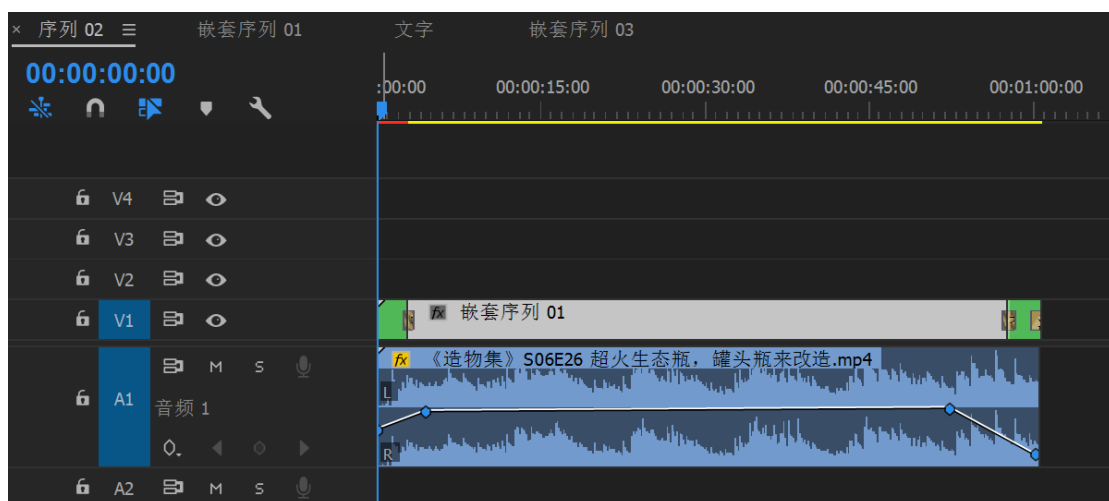 × 序列 02 ≡ 嵌套序列 01 文字 嵌套序列 03
00:00:00:00
:00:00 00:00:15:00 00:00:30:00 00:00:45:00 00:01:00:00
V4
V3
V2
V1 fx 嵌套序列 01
fx 《造物集》S06E26 超火生态瓶，罐头瓶来改造.mp4
M S
L
A1 音频 1
R
A2 M S